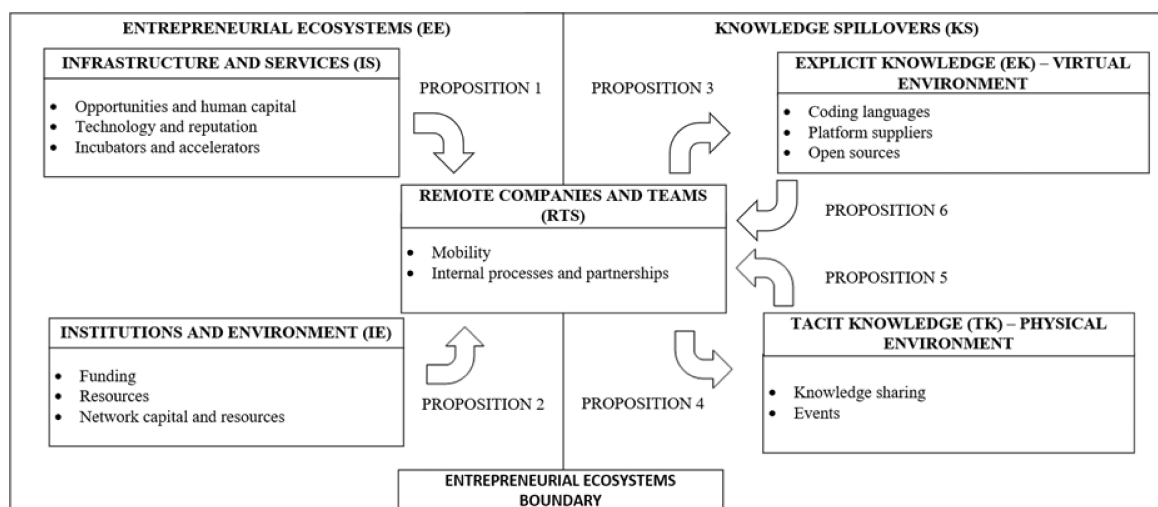 ENTREPRENEURIAL ECOSYSTEMS (EE)
KNOWLEDGE SPILLOVERS (KS)
INFRASTRUCTURE AND SERVICES (IS)
• Opportunities and human capital
• Technology and reputation
• Incubators and accelerators
PROPOSITION 1
PROPOSITION 3
EXPLICIT KNOWLEDGE (EK) – VIRTUAL
ENVIRONMENT
• Coding languages
• Platform suppliers
• Open sources
REMOTE COMPANIES AND TEAMS
(RTS)
• Mobility
• Internal processes and partnerships
PROPOSITION 6
PROPOSITION 5
INSTITUTIONS AND ENVIRONMENT (IE)
• Funding
• Resources
• Network capital and resources
PROPOSITION 2
PROPOSITION 4
TACIT KNOWLEDGE (TK) – PHYSICAL
ENVIRONMENT
• Knowledge sharing
• Events
ENTREPRENEURIAL ECOSYSTEMS
BOUNDARY